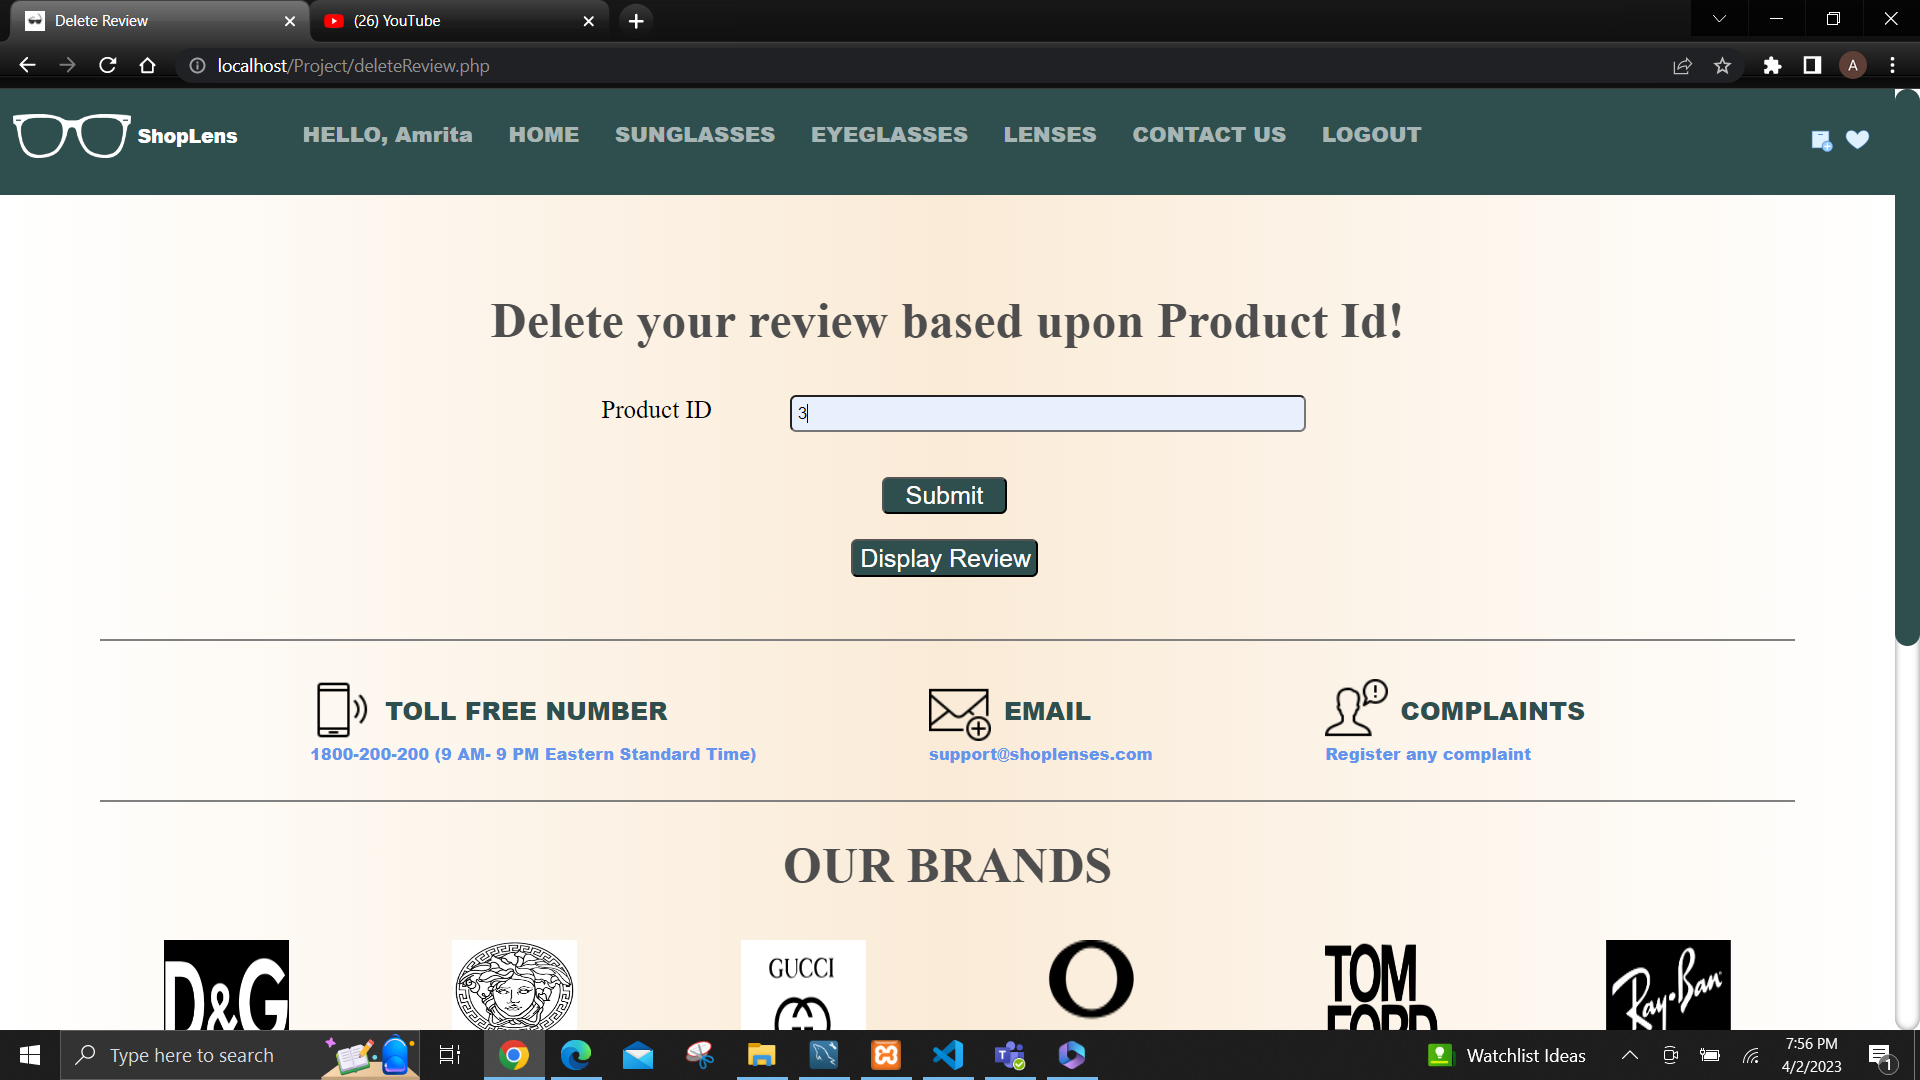 Delete Review
(26) YouTube
localhost/Project/deleteReview.php
A
ShopLens
HELLO, Amrita
HOME
SUNGLASSES
EYEGLASSES
LENSES
CONTACT US
LOGOUT
Delete your review based upon Product Id!
Product ID
3
Submit
Display Review
TOLL FREE NUMBER
1800-200-200 (9 AM- 9 PM Eastern Standard Time)
EMAIL
support@shoplenses.com
COMPLAINTS
Register any complaint
OUR BRANDS
D&G
GUCCI
TOM
FORD
Ray-Ban
Type here to search
Watchlist Ideas
7:56 PM
4/2/2023
1